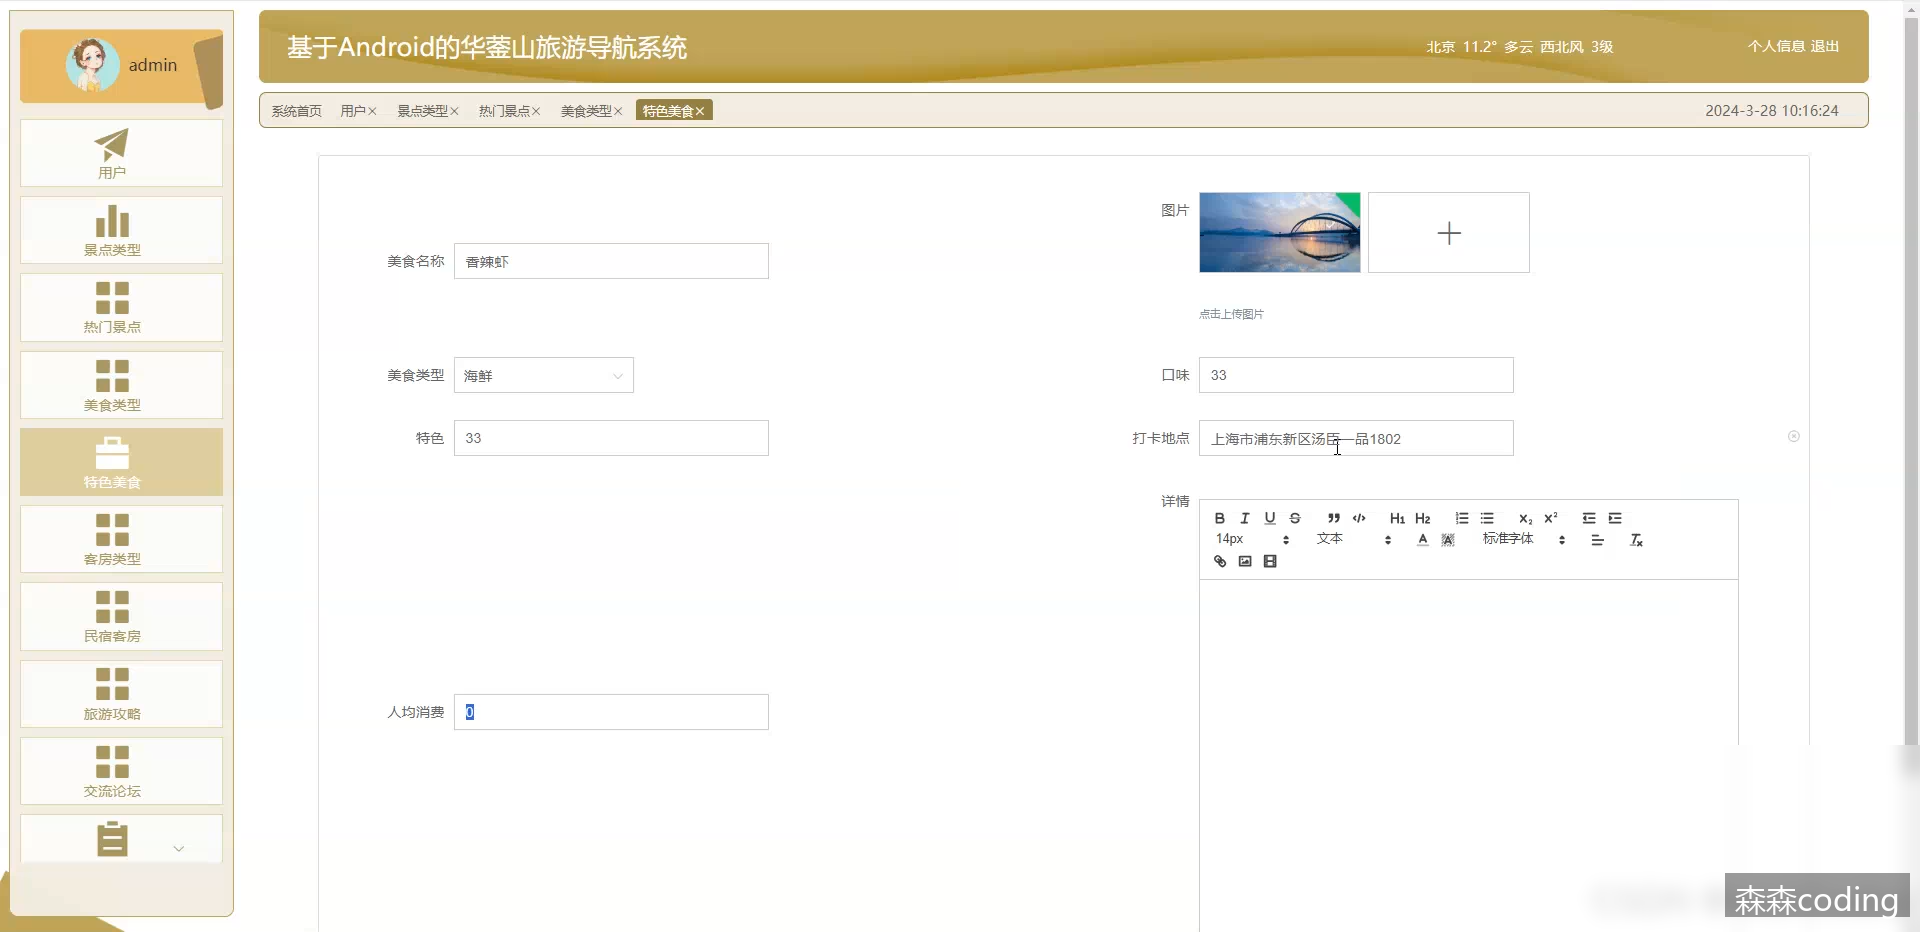 admin
基于Android的华蓥山旅游导航系统
北京 11.2° 多云 西北风 3级
个人信息 退出
系统首页 用户× 景点类型× 热门景点× 美食类型× 特色美食×
2024-3-28 10:16:24
用户
景点类型
热门景点
美食类型
特色美食
客房类型
民宿客房
旅游攻略
交流论坛
图片
美食名称 香辣虾
点击上传图片
美食类型 海鲜
口味 33
特色 33
打卡地点 上海市浦东新区汤臣一品1802
详情
14px 文本 标准字体
人均消费 0
森森coding